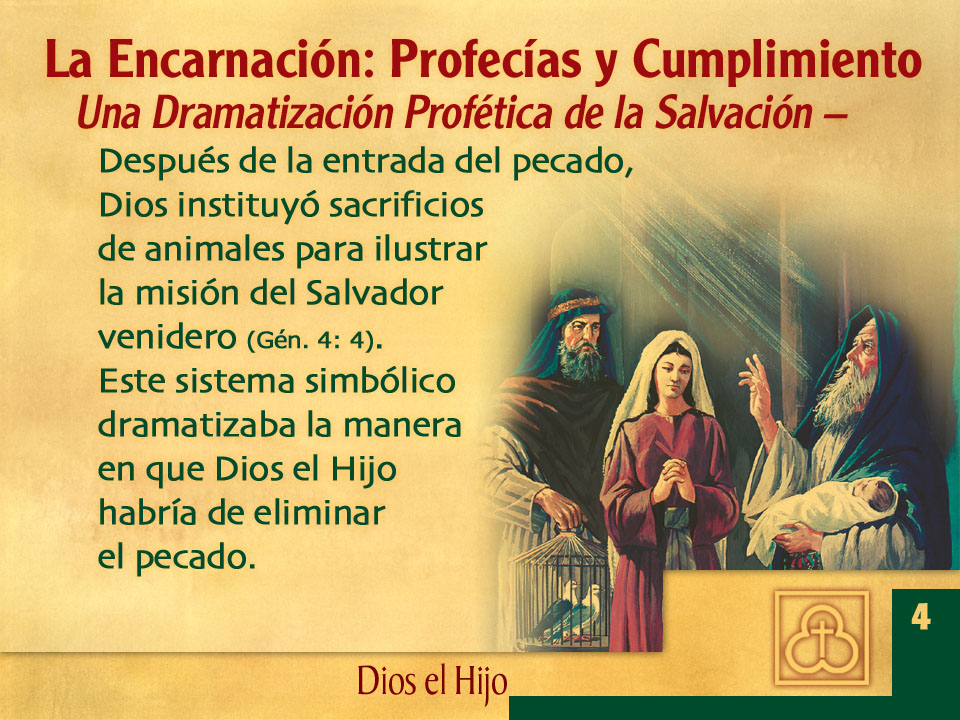 La Encarnación: Profecías y Cumplimiento
Una Dramatización Profética de la Salvación –
Después de la entrada del pecado,
Dios instituyó sacrificios
de animales para ilustrar
la misión del Salvador
venidero (Gén. 4: 4).
Este sistema simbólico
dramatizaba la manera
en que Dios el Hijo
habría de eliminar
el pecado.
4
Dios el Hijo